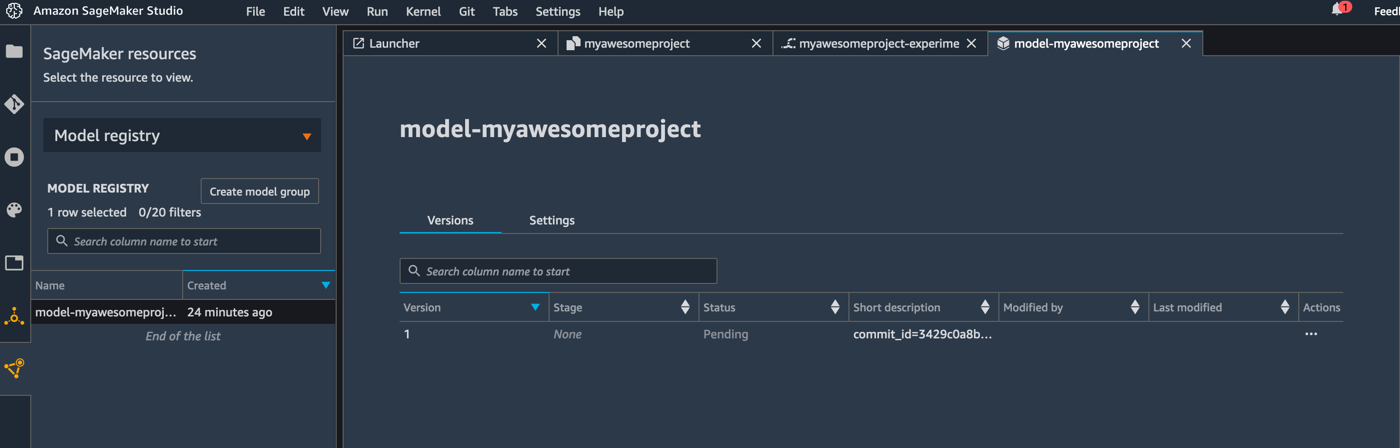 Amazon SageMaker Studio File Edit View Run Kernel Git Tabs Settings Help 1 Feed
Launcher myawesomeproject myawesomeproject-experime model-myawesomeproject
SageMaker resources
Select the resource to view.
Model registry
MODEL REGISTRY Create model group
1 row selected 0/20 filters
Search column name to start
Name Created
model-myawesomeproj... 24 minutes ago
End of the list
model-myawesomeproject
Versions Settings
Search column name to start
Version Stage Status Short description Modified by Last modified Actions
1 None Pending commit_id=3429c0a8b...